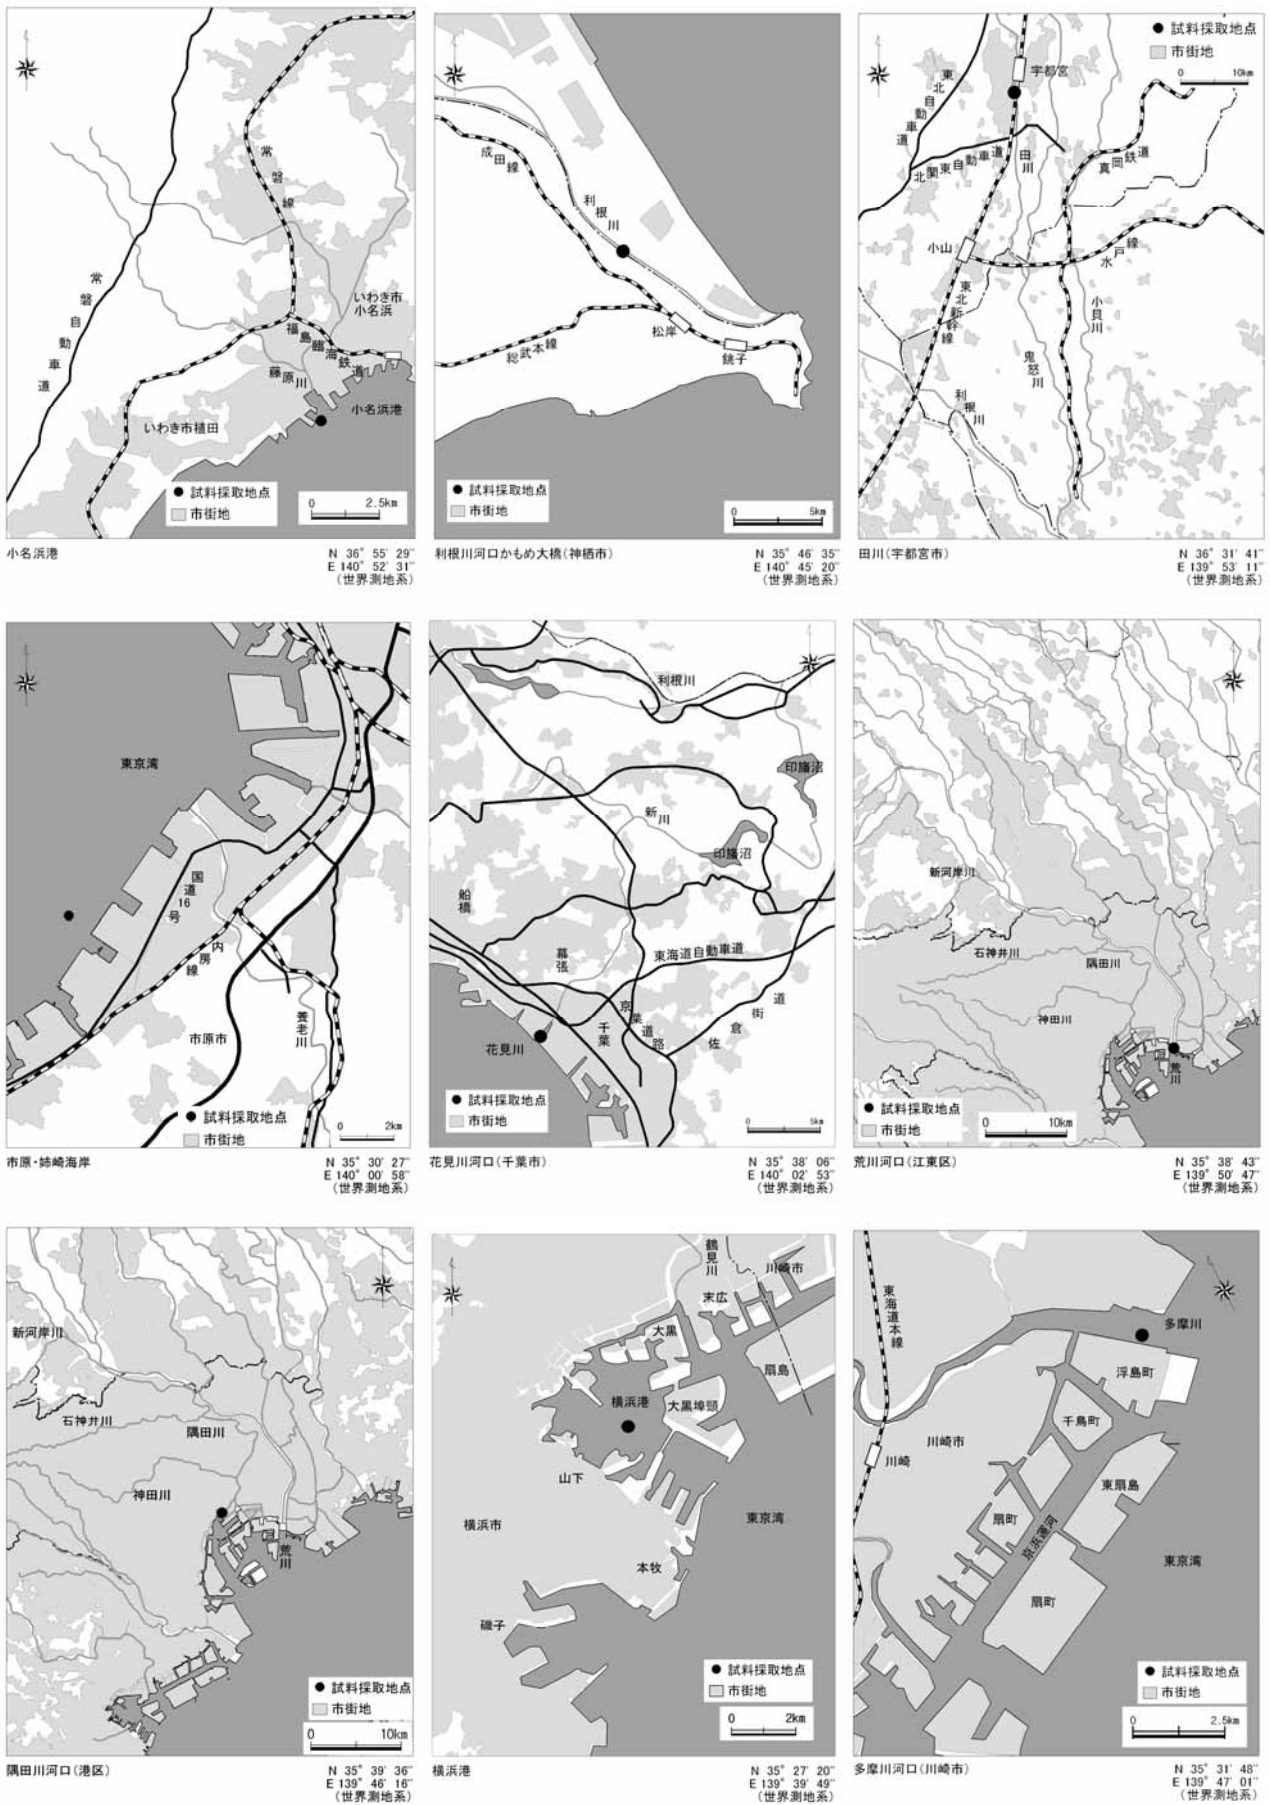 常磐線
常磐自動車道
いわき市
小名浜
福島臨海鉄道
藤原川
小名浜港
いわき市植田
● 試料採取地点
市街地
0 2.5km
小名浜港
N 36° 55′ 29″
E 140° 52′ 31″
(世界測地系)
成田線
利根川
総武本線
松岸
銚子
● 試料採取地点
市街地
0 5km
利根川河口かもめ大橋(神栖市)
N 35° 46′ 35″
E 140° 45′ 20″
(世界測地系)
● 試料採取地点
市街地
0 10km
宇都宮
東北自動車道
北関東自動車道
田川
真岡鉄道
小山
水戸線
東北新幹線
小貝川
鬼怒川
利根川
田川(宇都宮市)
N 36° 31′ 41″
E 139° 53′ 11″
(世界測地系)
東京湾
国道16号
内房線
養老川
市原市
● 試料採取地点
市街地
0 2km
市原・姉崎海岸
N 35° 30′ 27″
E 140° 00′ 58″
(世界測地系)
利根川
印旛沼
新川
印旛沼
船橋
幕張
東海道自動車道
京葉道路
千葉
佐倉街道
花見川
● 試料採取地点
市街地
0 5km
花見川河口(千葉市)
N 35° 38′ 06″
E 140° 02′ 53″
(世界測地系)
新河岸川
石神井川
隅田川
神田川
荒川
● 試料採取地点
市街地
0 10km
荒川河口(江東区)
N 35° 38′ 43″
E 139° 50′ 47″
(世界測地系)
新河岸川
石神井川
隅田川
神田川
荒川
● 試料採取地点
市街地
0 10km
隅田川河口(港区)
N 35° 39′ 36″
E 139° 46′ 16″
(世界測地系)
鶴見川
川崎市
末広
大黒
扇島
横浜港
大黒埠頭
山下
横浜市
東京湾
本牧
磯子
● 試料採取地点
市街地
0 2km
横浜港
N 35° 27′ 20″
E 139° 39′ 49″
(世界測地系)
東海道本線
多摩川
浮島町
千鳥町
川崎市
川崎
東扇島
扇町
京浜運河
東京湾
扇町
● 試料採取地点
市街地
0 2.5km
多摩川河口(川崎市)
N 35° 31′ 48″
E 139° 47′ 01″
(世界測地系)